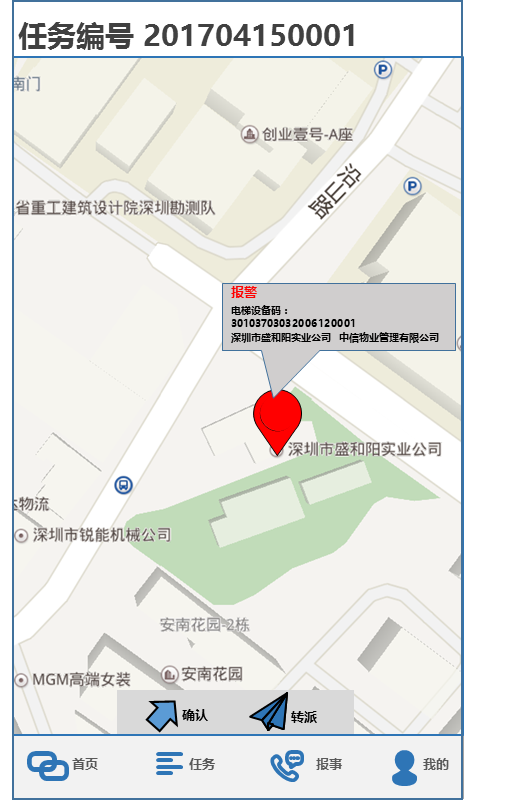 任务编号 201704150001
南门
P
创业壹号-A座
沿山路
P
省重工建筑设计院深圳勘测队
报警
电梯设备码：
30103703032006120001
深圳市盛和阳实业公司 中信物业管理有限公司
深圳市盛和阳实业公司
物流
深圳市锐能机械公司
安南花园-2栋
安南花园
MGM高端女装
确认
转派
首页
任务
报事
我的